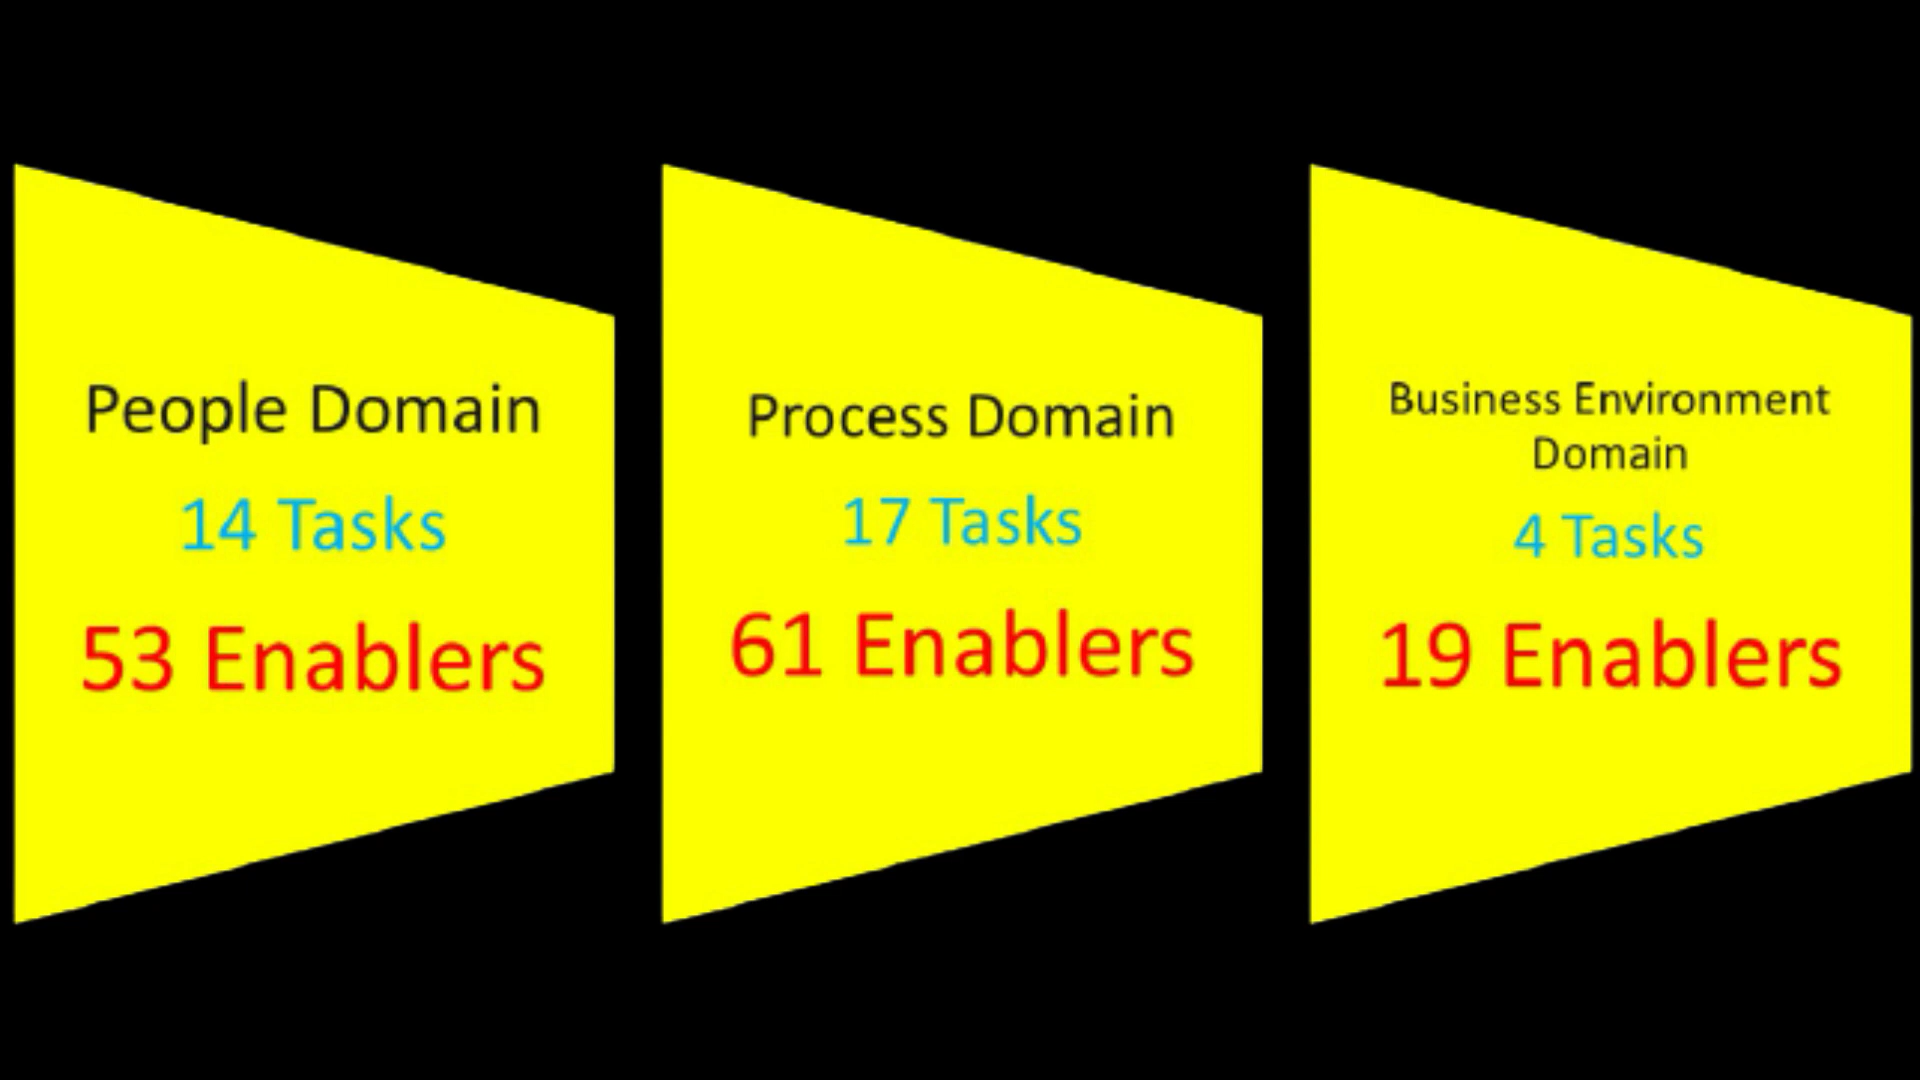 People Domain
14 Tasks
53 Enablers
Process Domain
17 Tasks
61 Enablers
Business Environment
Domain
4 Tasks
19 Enablers